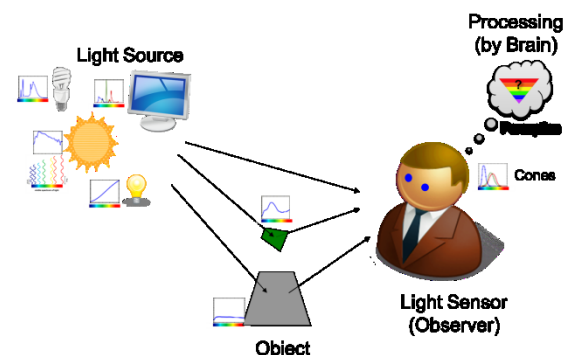 Processing
(by Brain)
Light Source
?
Perception
Cones
Light Sensor
(Observer)
Object